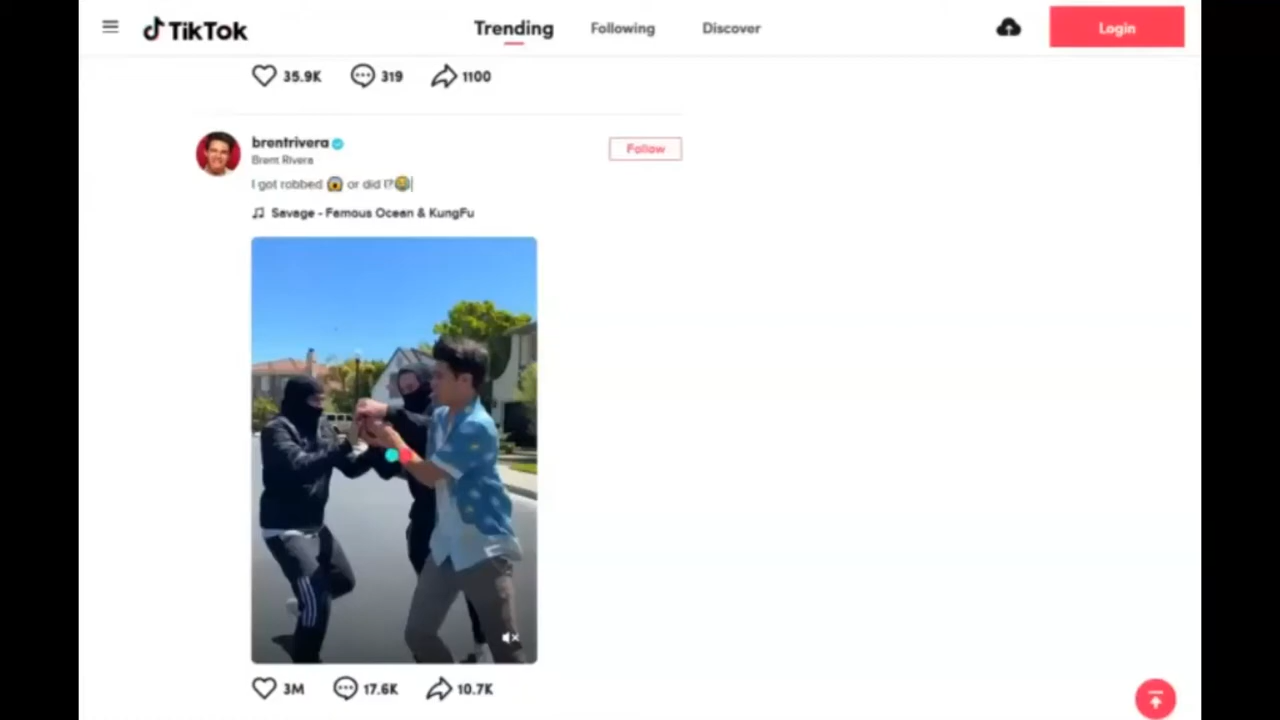 TikTok
Trending Following Discover
Login
35.9K 319 1100
brentrivera
Brent Rivera
Follow
I got robbed 😱 or did I?😂
Savage - Famous Ocean & KungFu
3M 17.6K 10.7K